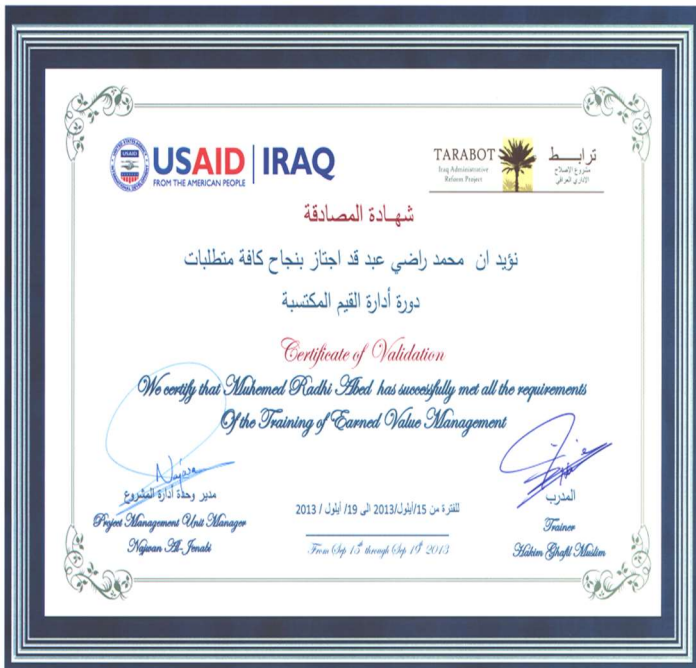 USAID | IRAQ
FROM THE AMERICAN PEOPLE
TARABOT
Iraq Administrative
Reform Project
ترابــط
مشروع الإصلاح
الإداري العراقي
شهـادة المصادقة
نؤيد ان محمد راضي عبد قد اجتاز بنجاح كافة متطلبات
دورة أدارة القيم المكتسبة
Certificate of Validation
We certify that Muhemed Radhi Abed has successfully met all the requirements
Of the Training of Earned Value Management
Najwan
مدير وحدة أدارة المشروع
Project Management Unit Manager
Najwan Al-Jenabi
للفترة من 15/أيلول/2013 الى 19/ أيلول / 2013
From Sep 15th through Sep 19th 2013
المدرب
Trainer
Hakim Ghafil Muslim